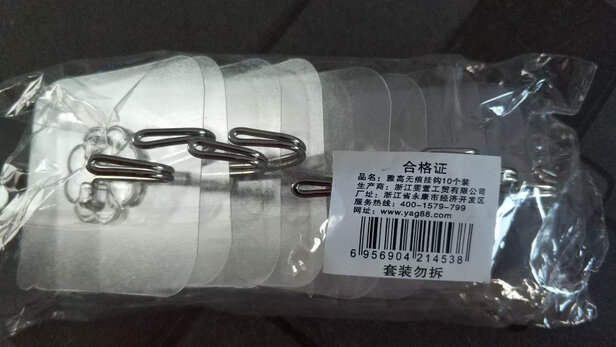 合格证
品名：雅高无痕挂钩10个装
生产商：浙江雯萱工贸有限公司
厂址：浙江省永康市经济开发区
服务热线：400-1579-799
网址：www.yag88.com
6 956904 214538
套装勿拆